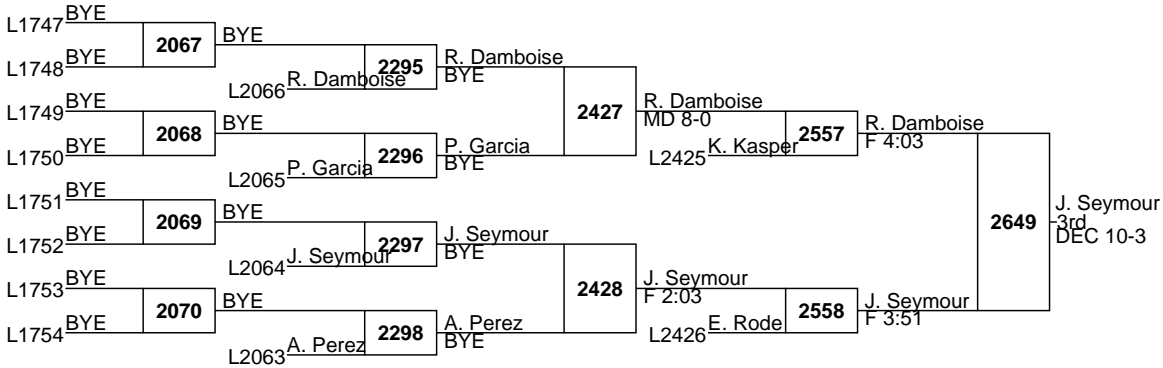 L1747 BYE
2067 BYE
L1748 BYE
2295 R. Damboise
BYE
L2066 R. Damboise
L1749 BYE
2427 R. Damboise
MD 8-0
2068 BYE
L1750 BYE
2296 P. Garcia
BYE
L2065 P. Garcia
L2425 K. Kasper
2557 R. Damboise
F 4:03
L1751 BYE
2069 BYE
L1752 BYE
2297 J. Seymour
BYE
L2064 J. Seymour
2649 J. Seymour
3rd
DEC 10-3
L1753 BYE
2428 J. Seymour
F 2:03
2070 BYE
L1754 BYE
2298 A. Perez
BYE
L2063 A. Perez
L2426 E. Rode
2558 J. Seymour
F 3:51